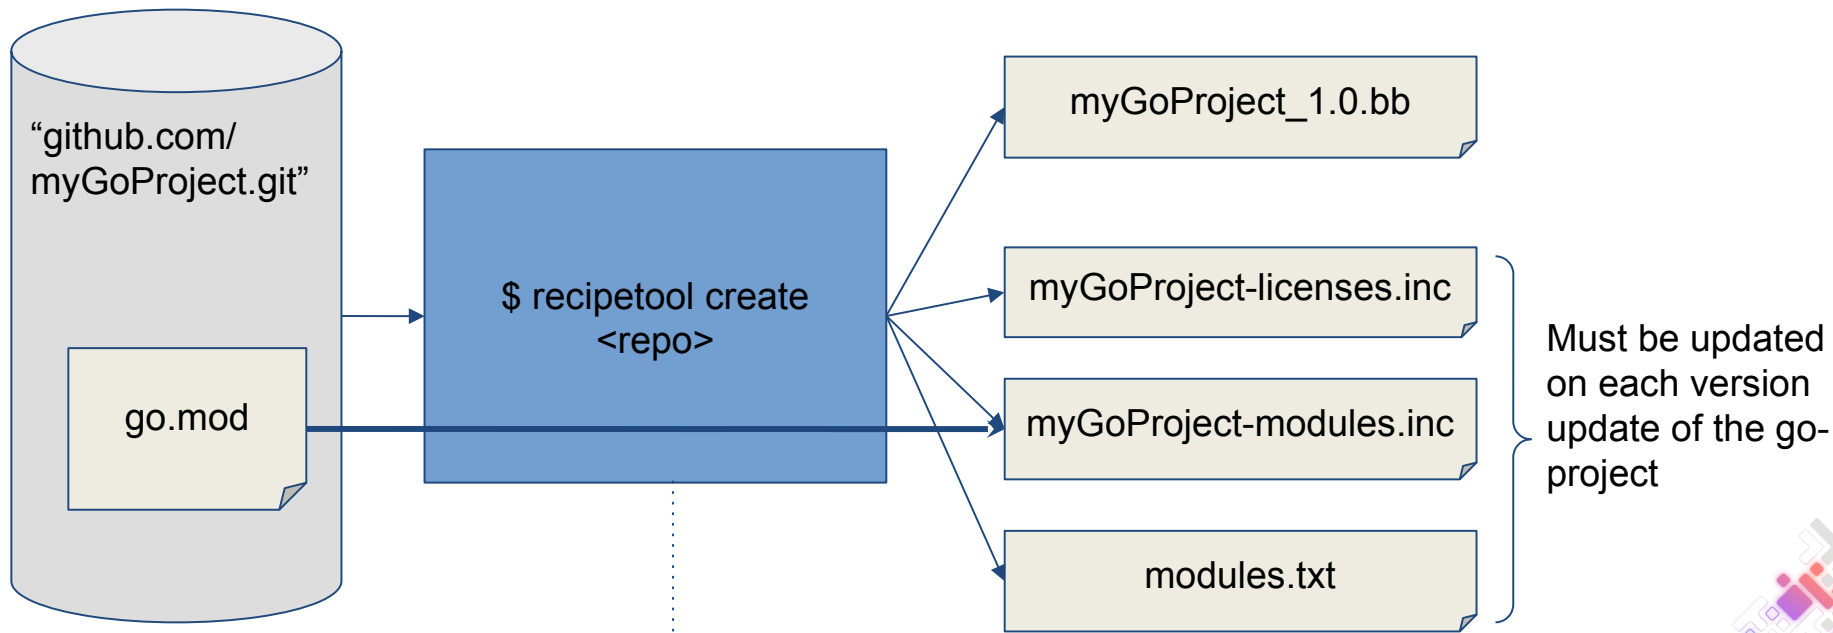 “github.com/
myGoProject.git”
go.mod
$ recipetool create
<repo>
myGoProject_1.0.bb
myGoProject-licenses.inc
myGoProject-modules.inc
modules.txt
Must be updated
on each version
update of the go-
project